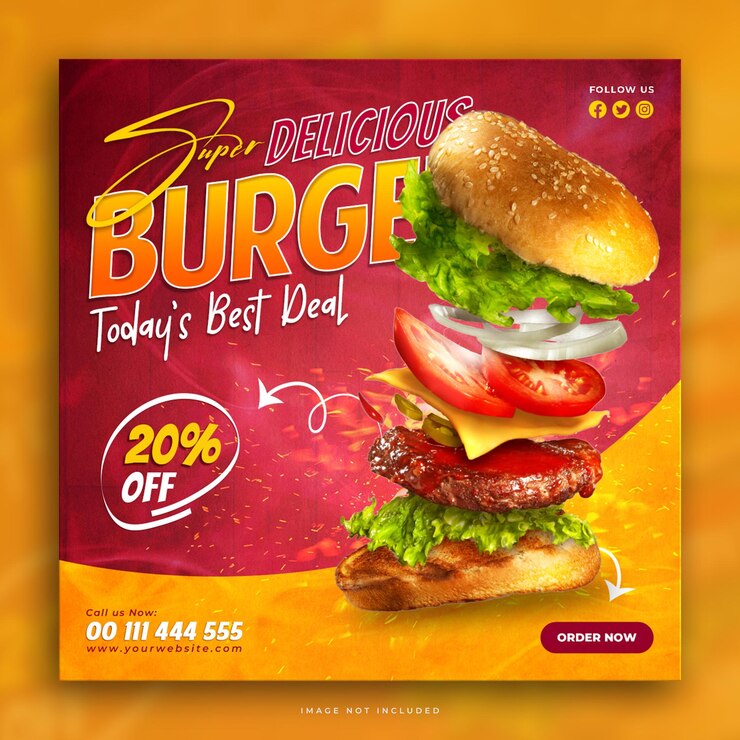 FOLLOW US
Super DELICIOUS
BURGE
Today's Best Deal
20%
OFF
Call us Now:
00 111 444 555
www.yourwebsite.com
ORDER NOW
IMAGE NOT INCLUDED